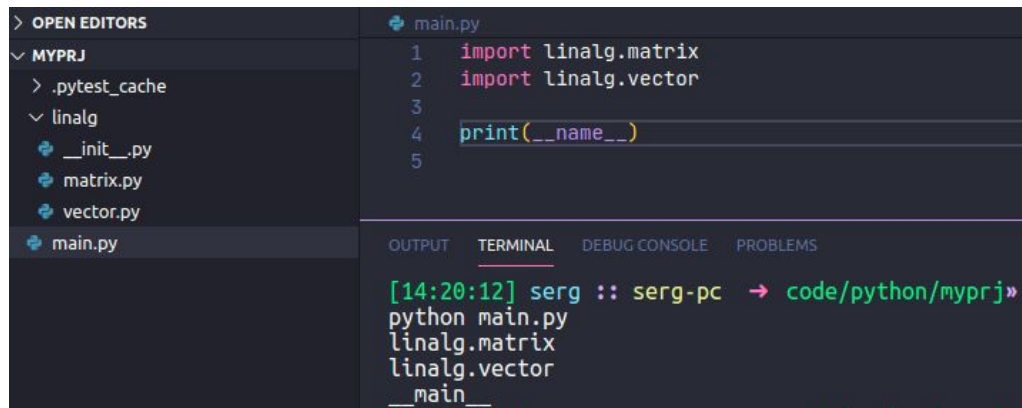 OPEN EDITORS
MYPRJ
.pytest_cache
linalg
__init__.py
matrix.py
vector.py
main.py
main.py
1 import linalg.matrix
2 import linalg.vector
3
4 print(__name__)
5
OUTPUT TERMINAL DEBUG CONSOLE PROBLEMS
[14:20:12] serg :: serg-pc → code/python/myprj»
python main.py
linalg.matrix
linalg.vector
__main__